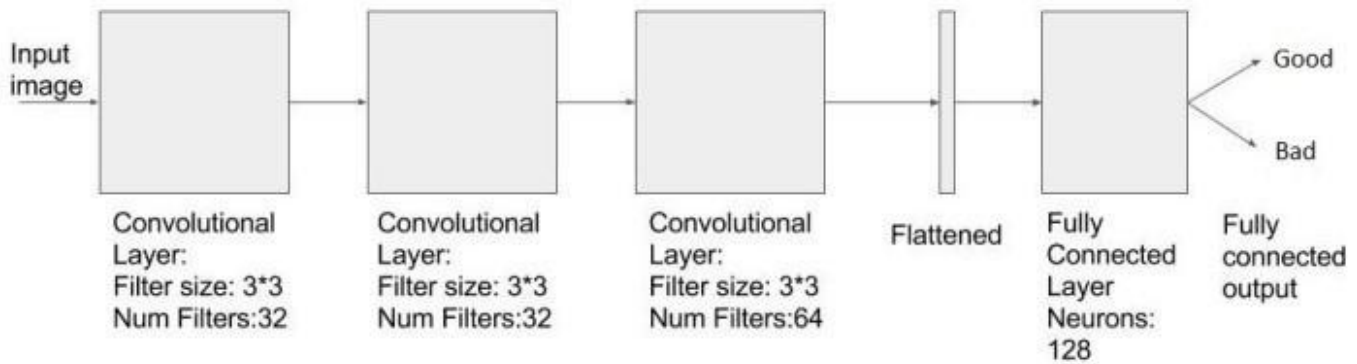 Input
image
Good
Bad
Convolutional
Layer:
Filter size: 3*3
Num Filters:32
Convolutional
Layer:
Filter size: 3*3
Num Filters:32
Convolutional
Layer:
Filter size: 3*3
Num Filters:64
Flattened
Fully
Connected
Layer
Neurons:
128
Fully
connected
output